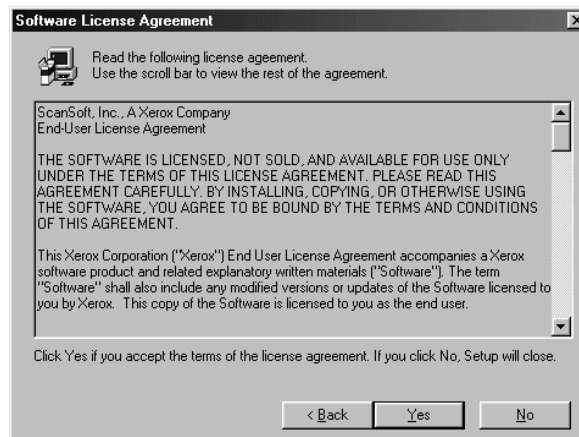 Software License Agreement
Read the following license ageement.
Use the scroll bar to view the rest of the agreement.
ScanSoft, Inc., A Xerox Company
End-User License Agreement
THE SOFTWARE IS LICENSED, NOT SOLD, AND AVAILABLE FOR USE ONLY
UNDER THE TERMS OF THIS LICENSE AGREEMENT. PLEASE READ THIS
AGREEMENT CAREFULLY. BY INSTALLING, COPYING, OR OTHERWISE USING
THE SOFTWARE, YOU AGREE TO BE BOUND BY THE TERMS AND CONDITIONS
OF THIS AGREEMENT.
This Xerox Corporation ("Xerox") End User License Agreement accompanies a Xerox
software product and related explanatory written materials ("Software"). The term
"Software" shall also include any modified versions or updates of the Software licensed to
you by Xerox. This copy of the Software is licensed to you as the end user.
Click Yes if you accept the terms of the license agreement. If you click No, Setup will close.
< Back
Yes
No